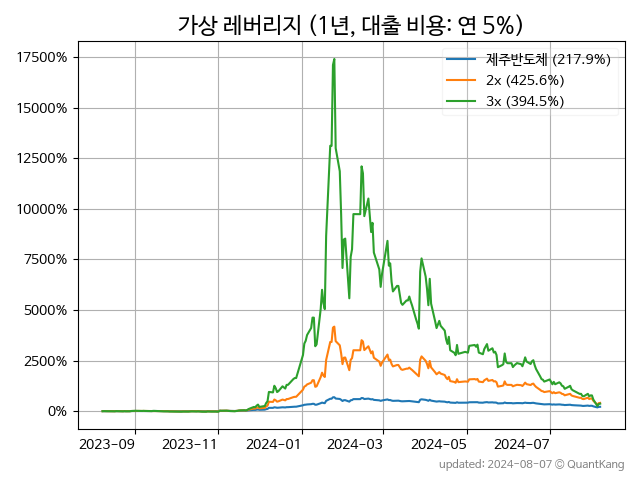 가상 레버리지 (1년, 대출 비용: 연 5%)
17500%
15000%
12500%
10000%
7500%
5000%
2500%
0%
제주반도체 (217.9%)
2x (425.6%)
3x (394.5%)
2023-09 2023-11 2024-01 2024-03 2024-05 2024-07
updated: 2024-08-07 © QuantKang